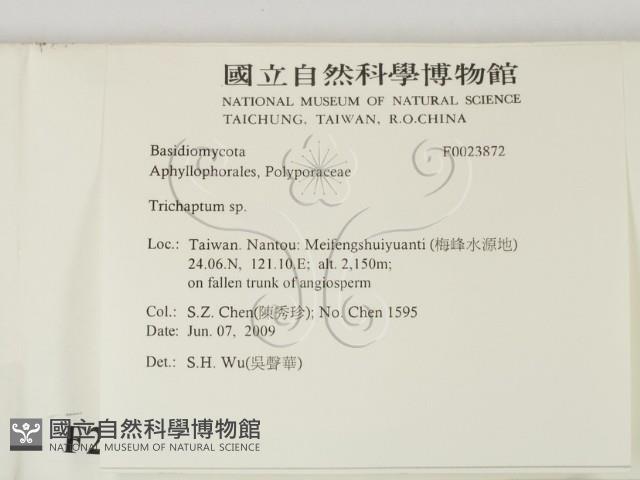 國立自然科學博物館
NATIONAL MUSEUM OF NATURAL SCIENCE
TAICHUNG, TAIWAN, R.O.CHINA
Basidiomycota F0023872
Aphyllophorales, Polyporaceae
Trichaptum sp.
Loc.: Taiwan. Nantou: Meifengshuiyuanti (梅峰水源地)
24.06.N, 121.10.E; alt. 2,150m;
on fallen trunk of angiosperm
Col.: S.Z. Chen(陳秀珍); No. Chen 1595
Date: Jun. 07, 2009
Det.: S.H. Wu(吳聲華)
國立自然科學博物館
F2
NATIONAL MUSEUM OF NATURAL SCIENCE